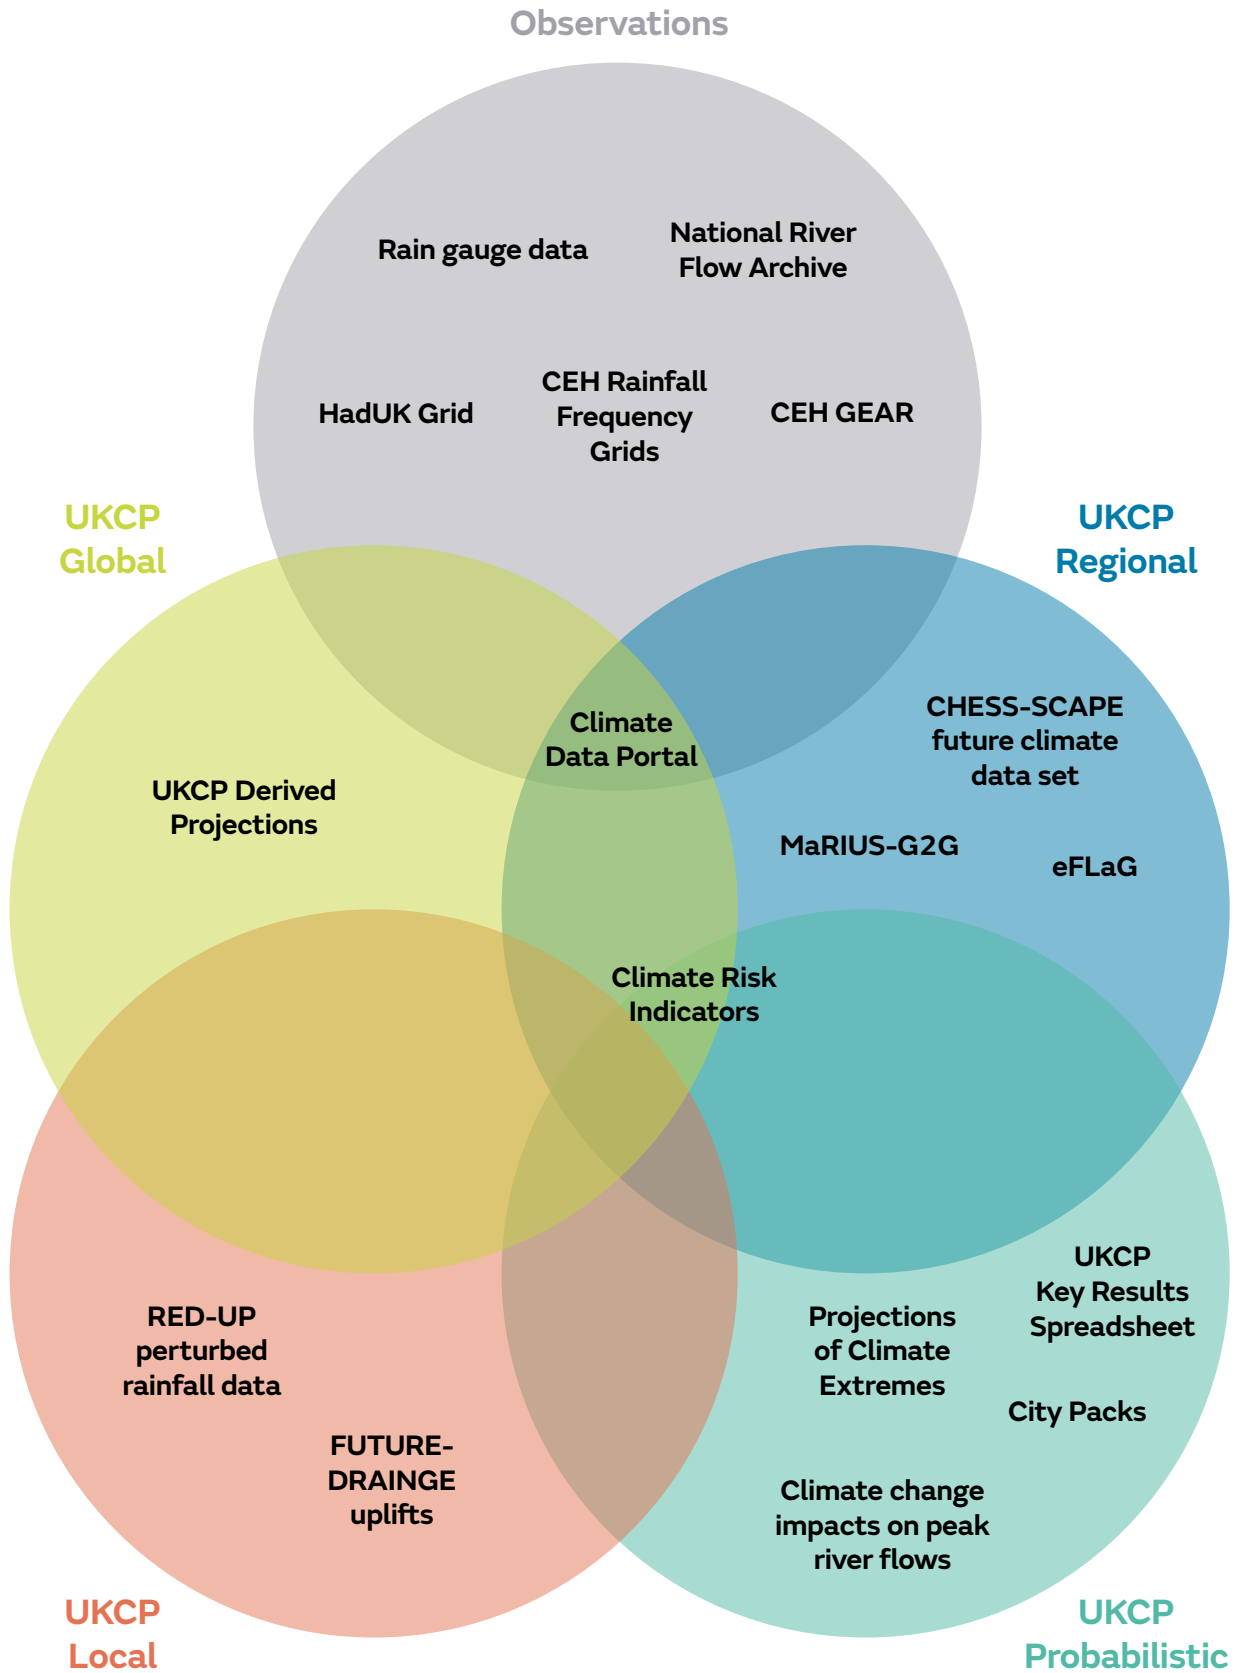 Observations
Rain gauge data
National River
Flow Archive
HadUK Grid
CEH Rainfall
Frequency
Grids
CEH GEAR
UKCP
Global
UKCP
Regional
Climate
Data Portal
CHESS-SCAPE
future climate
data set
UKCP Derived
Projections
MaRIUS-G2G
eFLaG
Climate Risk
Indicators
RED-UP
perturbed
rainfall data
FUTURE-
DRAINGE
uplifts
Projections
of Climate
Extremes
UKCP
Key Results
Spreadsheet
City Packs
Climate change
impacts on peak
river flows
UKCP
Local
UKCP
Probabilistic